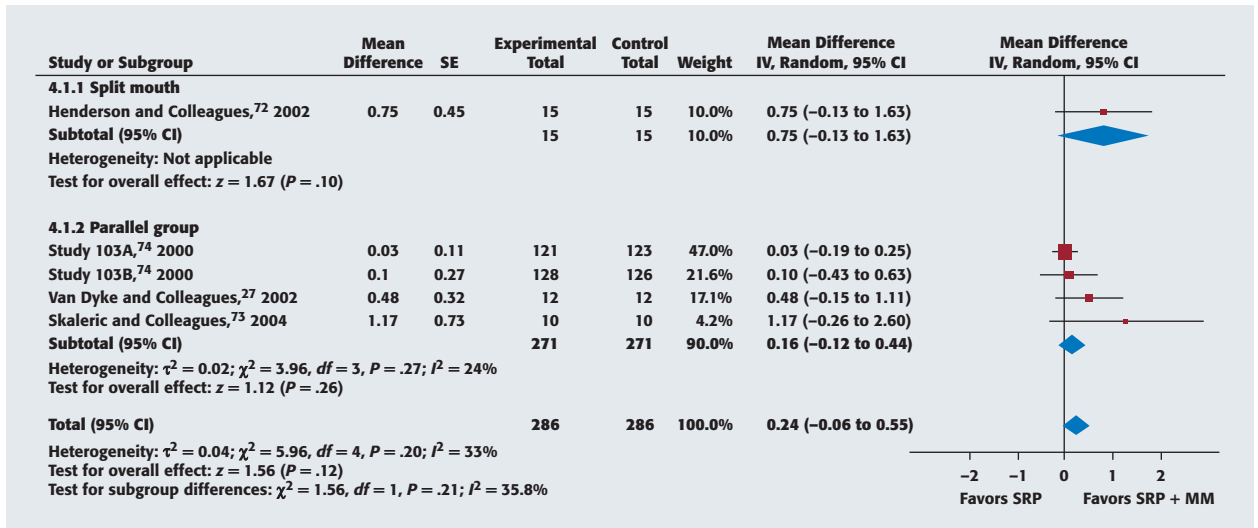 Study or Subgroup Mean Difference SE Experimental Total Control Total Weight Mean Difference IV, Random, 95% CI Mean Difference IV, Random, 95% CI
4.1.1 Split mouth
Henderson and Colleagues,72 2002 0.75 0.45 15 15 10.0% 0.75 (–0.13 to 1.63)
Subtotal (95% CI) 15 15 10.0% 0.75 (–0.13 to 1.63)
Heterogeneity: Not applicable
Test for overall effect: z = 1.67 (P = .10)
4.1.2 Parallel group
Study 103A,74 2000 0.03 0.11 121 123 47.0% 0.03 (–0.19 to 0.25)
Study 103B,74 2000 0.1 0.27 128 126 21.6% 0.10 (–0.43 to 0.63)
Van Dyke and Colleagues,27 2002 0.48 0.32 12 12 17.1% 0.48 (–0.15 to 1.11)
Skaleric and Colleagues,73 2004 1.17 0.73 10 10 4.2% 1.17 (–0.26 to 2.60)
Subtotal (95% CI) 271 271 90.0% 0.16 (–0.12 to 0.44)
Heterogeneity: τ2 = 0.02; χ2 = 3.96, df = 3, P = .27; I2 = 24%
Test for overall effect: z = 1.12 (P = .26)
Total (95% CI) 286 286 100.0% 0.24 (–0.06 to 0.55)
Heterogeneity: τ2 = 0.04; χ2 = 5.96, df = 4, P = .20; I2 = 33%
Test for overall effect: z = 1.56 (P = .12)
Test for subgroup differences: χ2 = 1.56, df = 1, P = .21; I2 = 35.8%
–2 –1 0 1 2
Favors SRP Favors SRP + MM